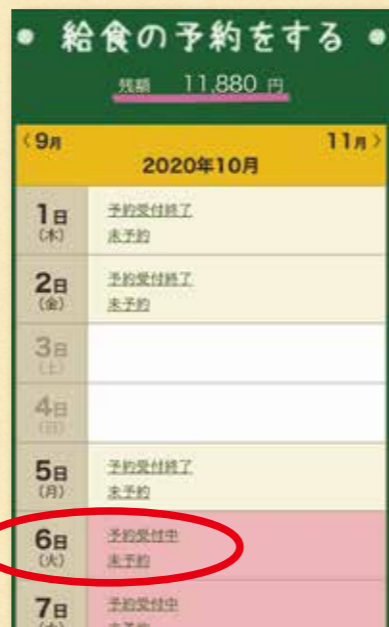 ● 給食の予約をする ●
残額 11,880 円
〈9月 11月〉
2020年10月
1日 予約受付終了
(木) 未予約
2日 予約受付終了
(金) 未予約
3日
(土)
4日
(日)
5日 予約受付終了
(月) 未予約
6日 予約受付中
(火) 未予約
7日 予約受付中